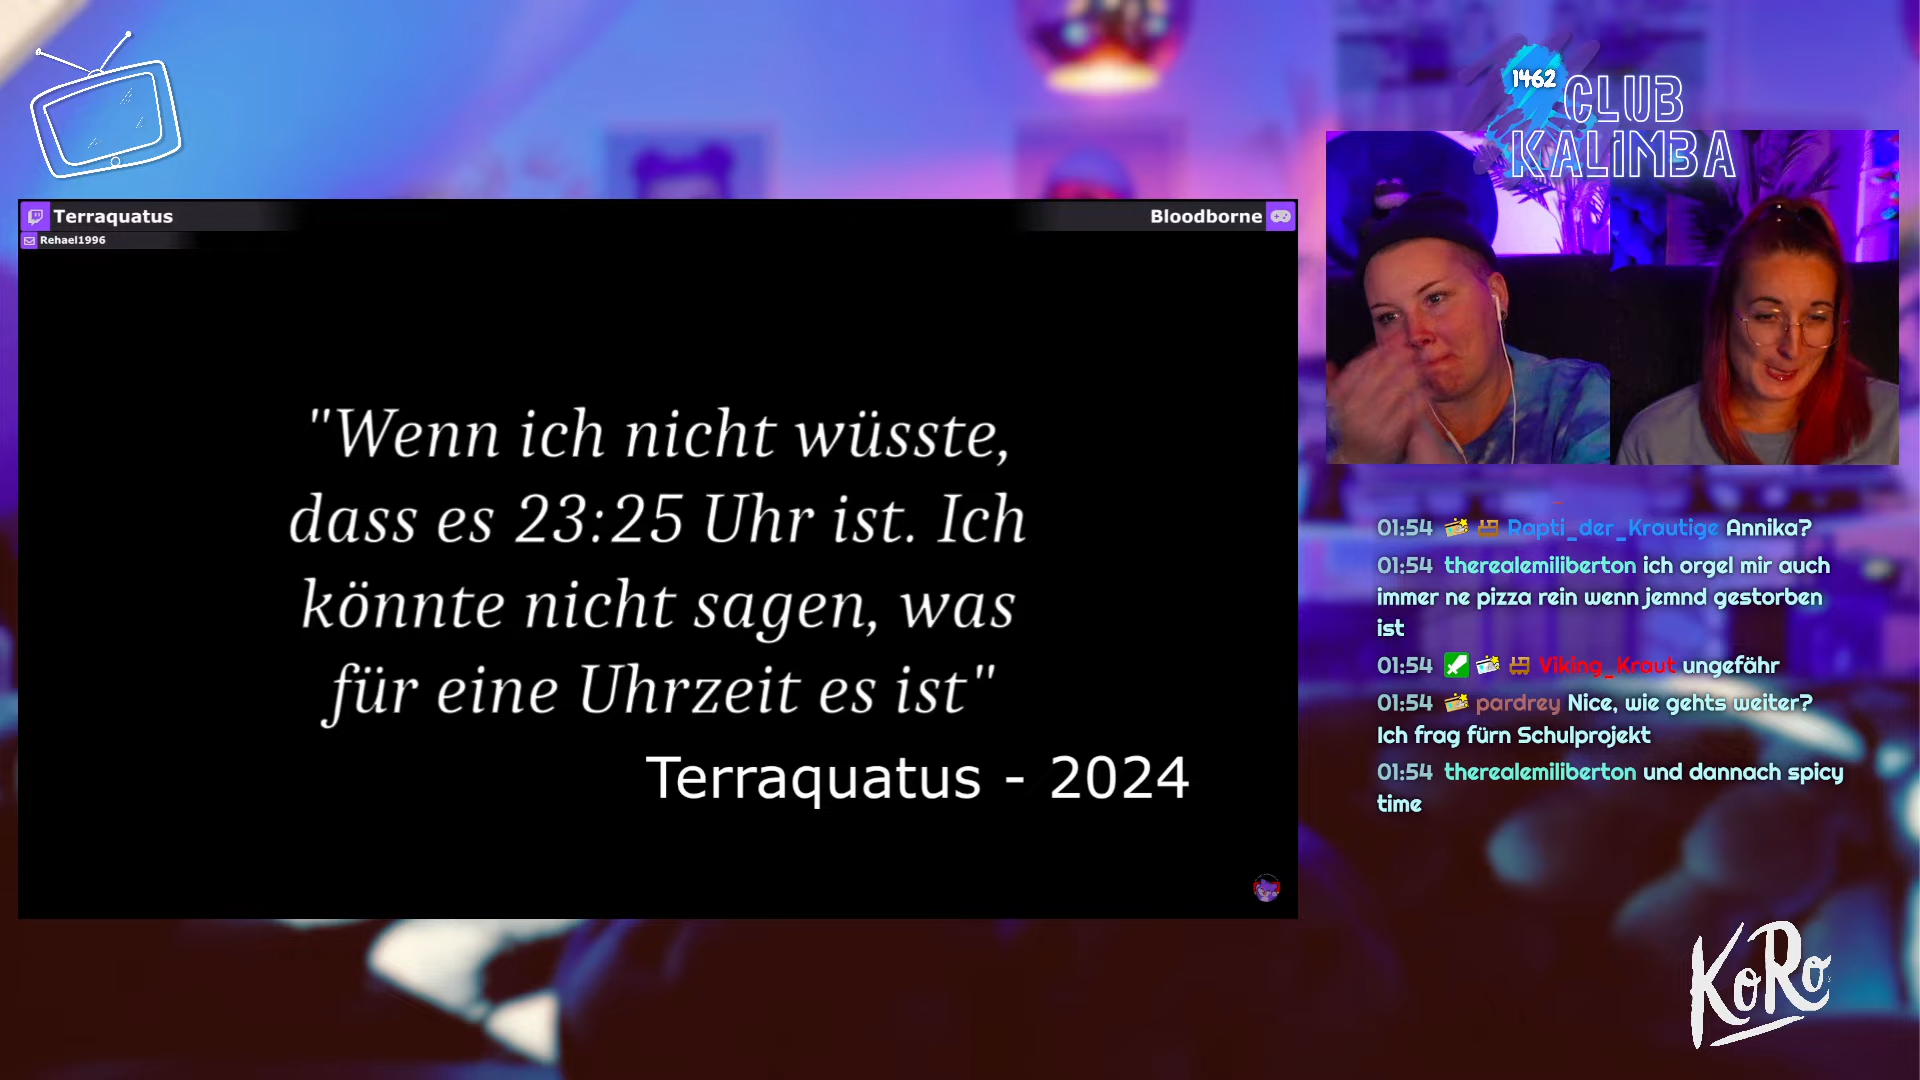 1462
CLUB
KALIMBA
Terraquatus
Bloodborne
Rehael1996
"Wenn ich nicht wüsste,
dass es 23:25 Uhr ist. Ich
könnte nicht sagen, was
für eine Uhrzeit es ist"
Terraquatus - 2024
01:54 Rapti_der_Krautige Annika?
01:54 therealemiliberton ich orgel mir auch
immer ne pizza rein wenn jemnd gestorben
ist
01:54 Viking_Kraut ungefähr
01:54 pardrey Nice, wie gehts weiter?
Ich frag fürn Schulprojekt
01:54 therealemiliberton und dannach spicy
time
KoRo